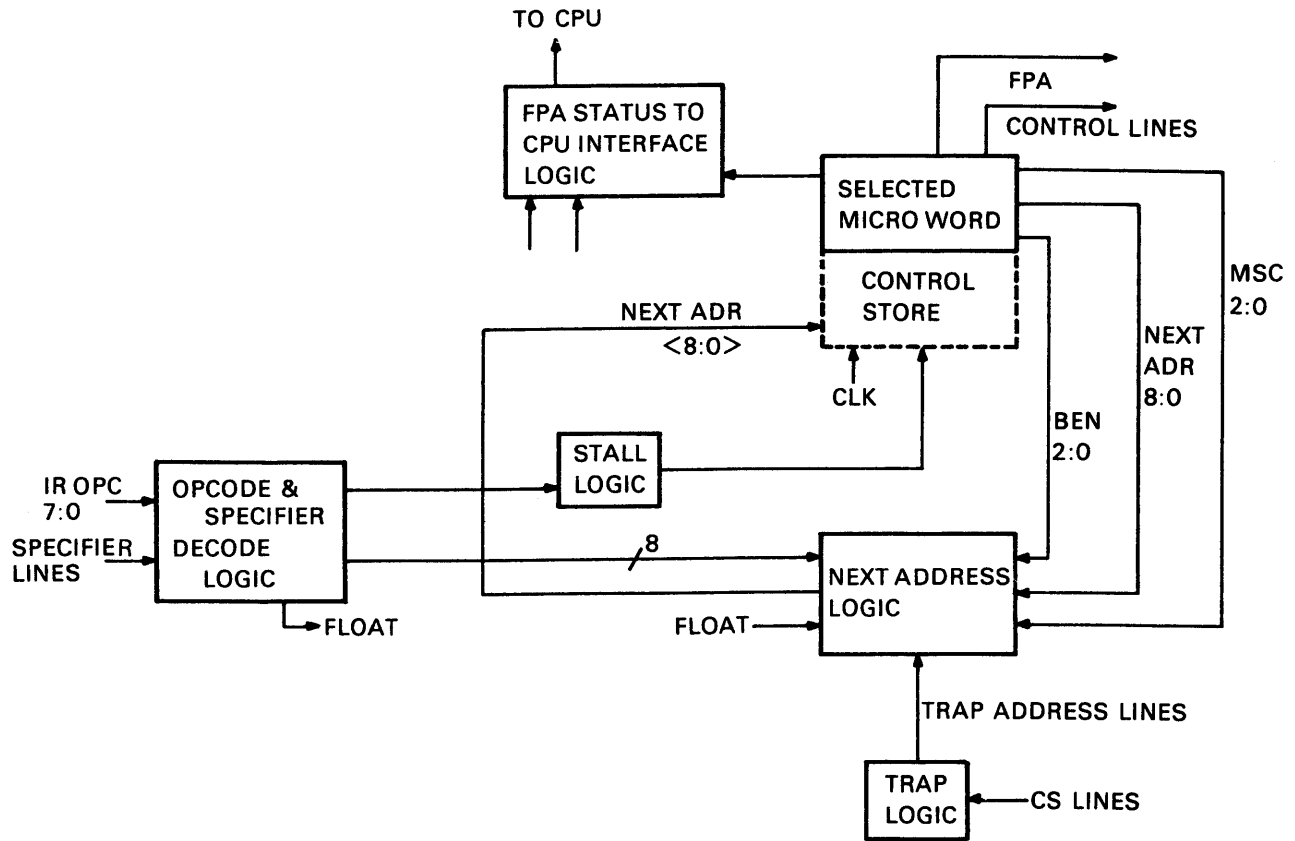 TO CPU
FPA STATUS TO
CPU INTERFACE
LOGIC
FPA
CONTROL LINES
SELECTED
MICRO WORD
CONTROL
STORE
MSC
2:0
NEXT ADR
<8:0>
NEXT
ADR
8:0
CLK
BEN
2:0
STALL
LOGIC
IR OPC
7:0
OPCODE &
SPECIFIER
DECODE
LOGIC
SPECIFIER
LINES
8
NEXT ADDRESS
LOGIC
FLOAT
FLOAT
TRAP ADDRESS LINES
TRAP
LOGIC
CS LINES